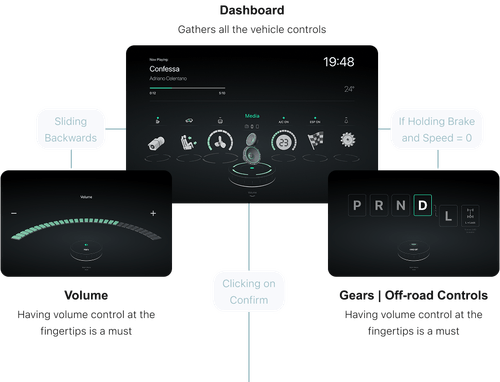 Dashboard
Gathers all the vehicle controls
Now Playing
Confessa
Adriano Celentano
19:48
24°
Media
A/C ON
23
Sliding
Backwards
If Holding Brake
and Speed = 0
Volume
−
+
P R N D L
Clicking on
Confirm
Volume
Having volume control at the
fingertips is a must
Gears | Off-road Controls
Having volume control at the
fingertips is a must